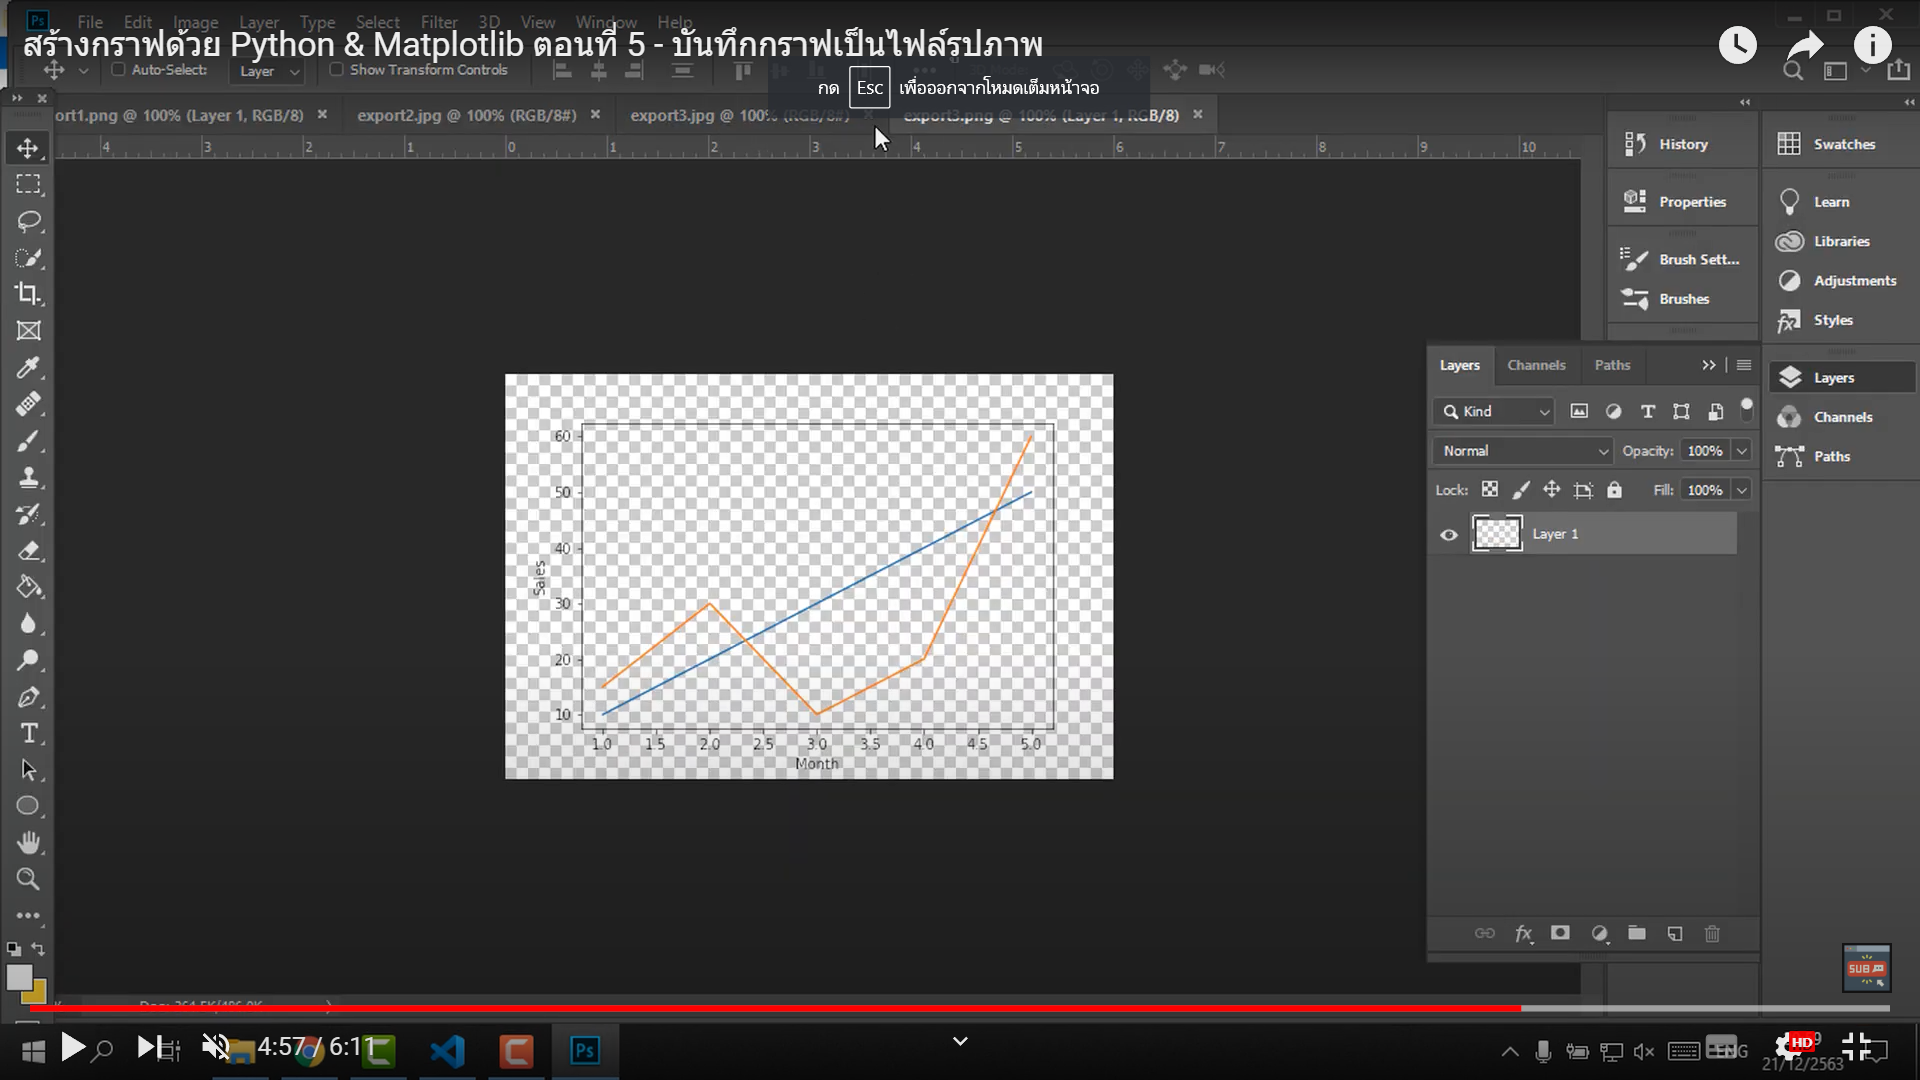 File Edit Image Layer Type Select Filter 3D View Window Help
สร้างกราฟด้วย Python & Matplotlib ตอนที่ 5 - บันทึกกราฟเป็นไฟล์รูปภาพ
Auto-Select: Layer Show Transform Controls
กด Esc เพื่อออกจากโหมดเต็มหน้าจอ
ort1.png @ 100% (Layer 1, RGB/8) export2.jpg @ 100% (RGB/8#) export3.jpg @ 100% (RGB/8#) export3.png @ 100% (Layer 1, RGB/8)
4 3 2 1 0 1 2 3 4 5 6 7 8 9 10
History
Properties
Brush Sett...
Brushes
Swatches
Learn
Libraries
Adjustments
Styles
Layers
Channels
Paths
Layers Channels Paths
Kind
Normal Opacity: 100%
Lock: Fill: 100%
Layer 1
60
50
40
30
20
10
Sales
1.0 1.5 2.0 2.5 3.0 3.5 4.0 4.5 5.0
Month
SUB
4:57 / 6:11
Ps
ENG
HD
21/12/2563